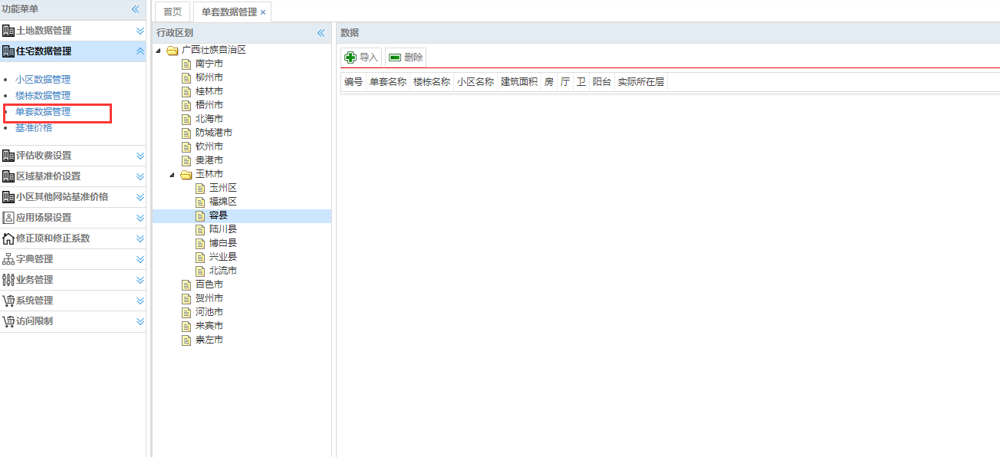 功能菜单
土地数据管理
住宅数据管理
小区数据管理
楼栋数据管理
单套数据管理
基准价格
评估收费设置
区域基准价设置
小区其他网站基准价格
应用场景设置
修正项和修正系数
字典管理
业务管理
系统管理
访问限制
首页 单套数据管理 ×
行政区划
广西壮族自治区
南宁市
柳州市
桂林市
梧州市
北海市
防城港市
钦州市
贵港市
玉林市
玉州区
福绵区
容县
陆川县
博白县
兴业县
北流市
百色市
贺州市
河池市
来宾市
崇左市
数据
导入 删除
编号 单套名称 楼栋名称 小区名称 建筑面积 房 厅 卫 阳台 实际所在层